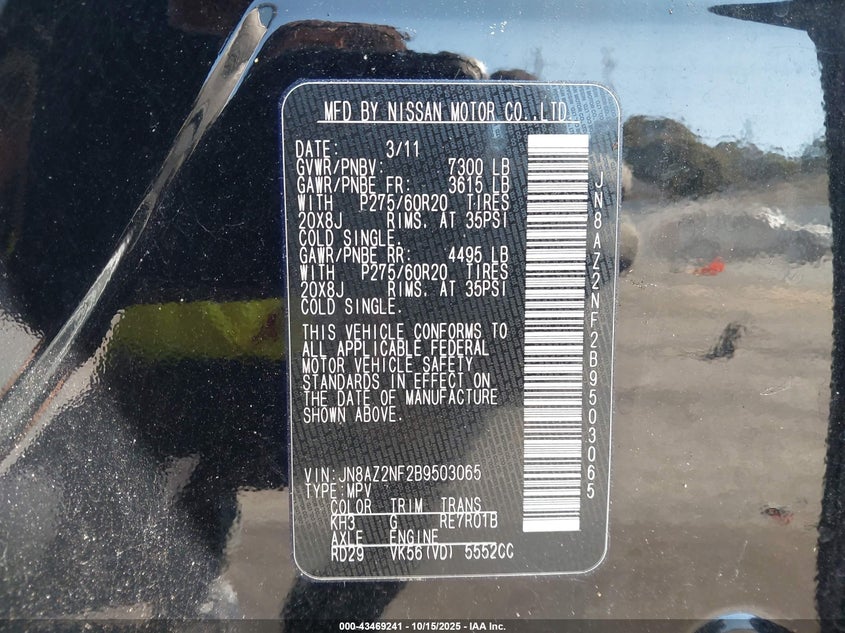 MFD BY NISSAN MOTOR CO.,LTD.
DATE: 3/11
GVWR/PNBV: 7300 LB
GAWR/PNBE FR: 3615 LB
WITH P275/60R20 TIRES
20X8J RIMS, AT 35PSI
COLD SINGLE.
GAWR/PNBE RR: 4495 LB
WITH P275/60R20 TIRES
20X8J RIMS, AT 35PSI
COLD SINGLE.
THIS VEHICLE CONFORMS TO
ALL APPLICABLE FEDERAL
MOTOR VEHICLE SAFETY
STANDARDS IN EFFECT ON
THE DATE OF MANUFACTURE
SHOWN ABOVE.
VIN:JN8AZ2NF2B9503065
TYPE:MPV
COLOR TRIM TRANS
KH3 G RE7R01B
AXLE ENGINE
RD29 VK56(VD) 5552CC
JN8AZ2NF2B9503065
000-43469241 - 10/15/2025 - IAA Inc.